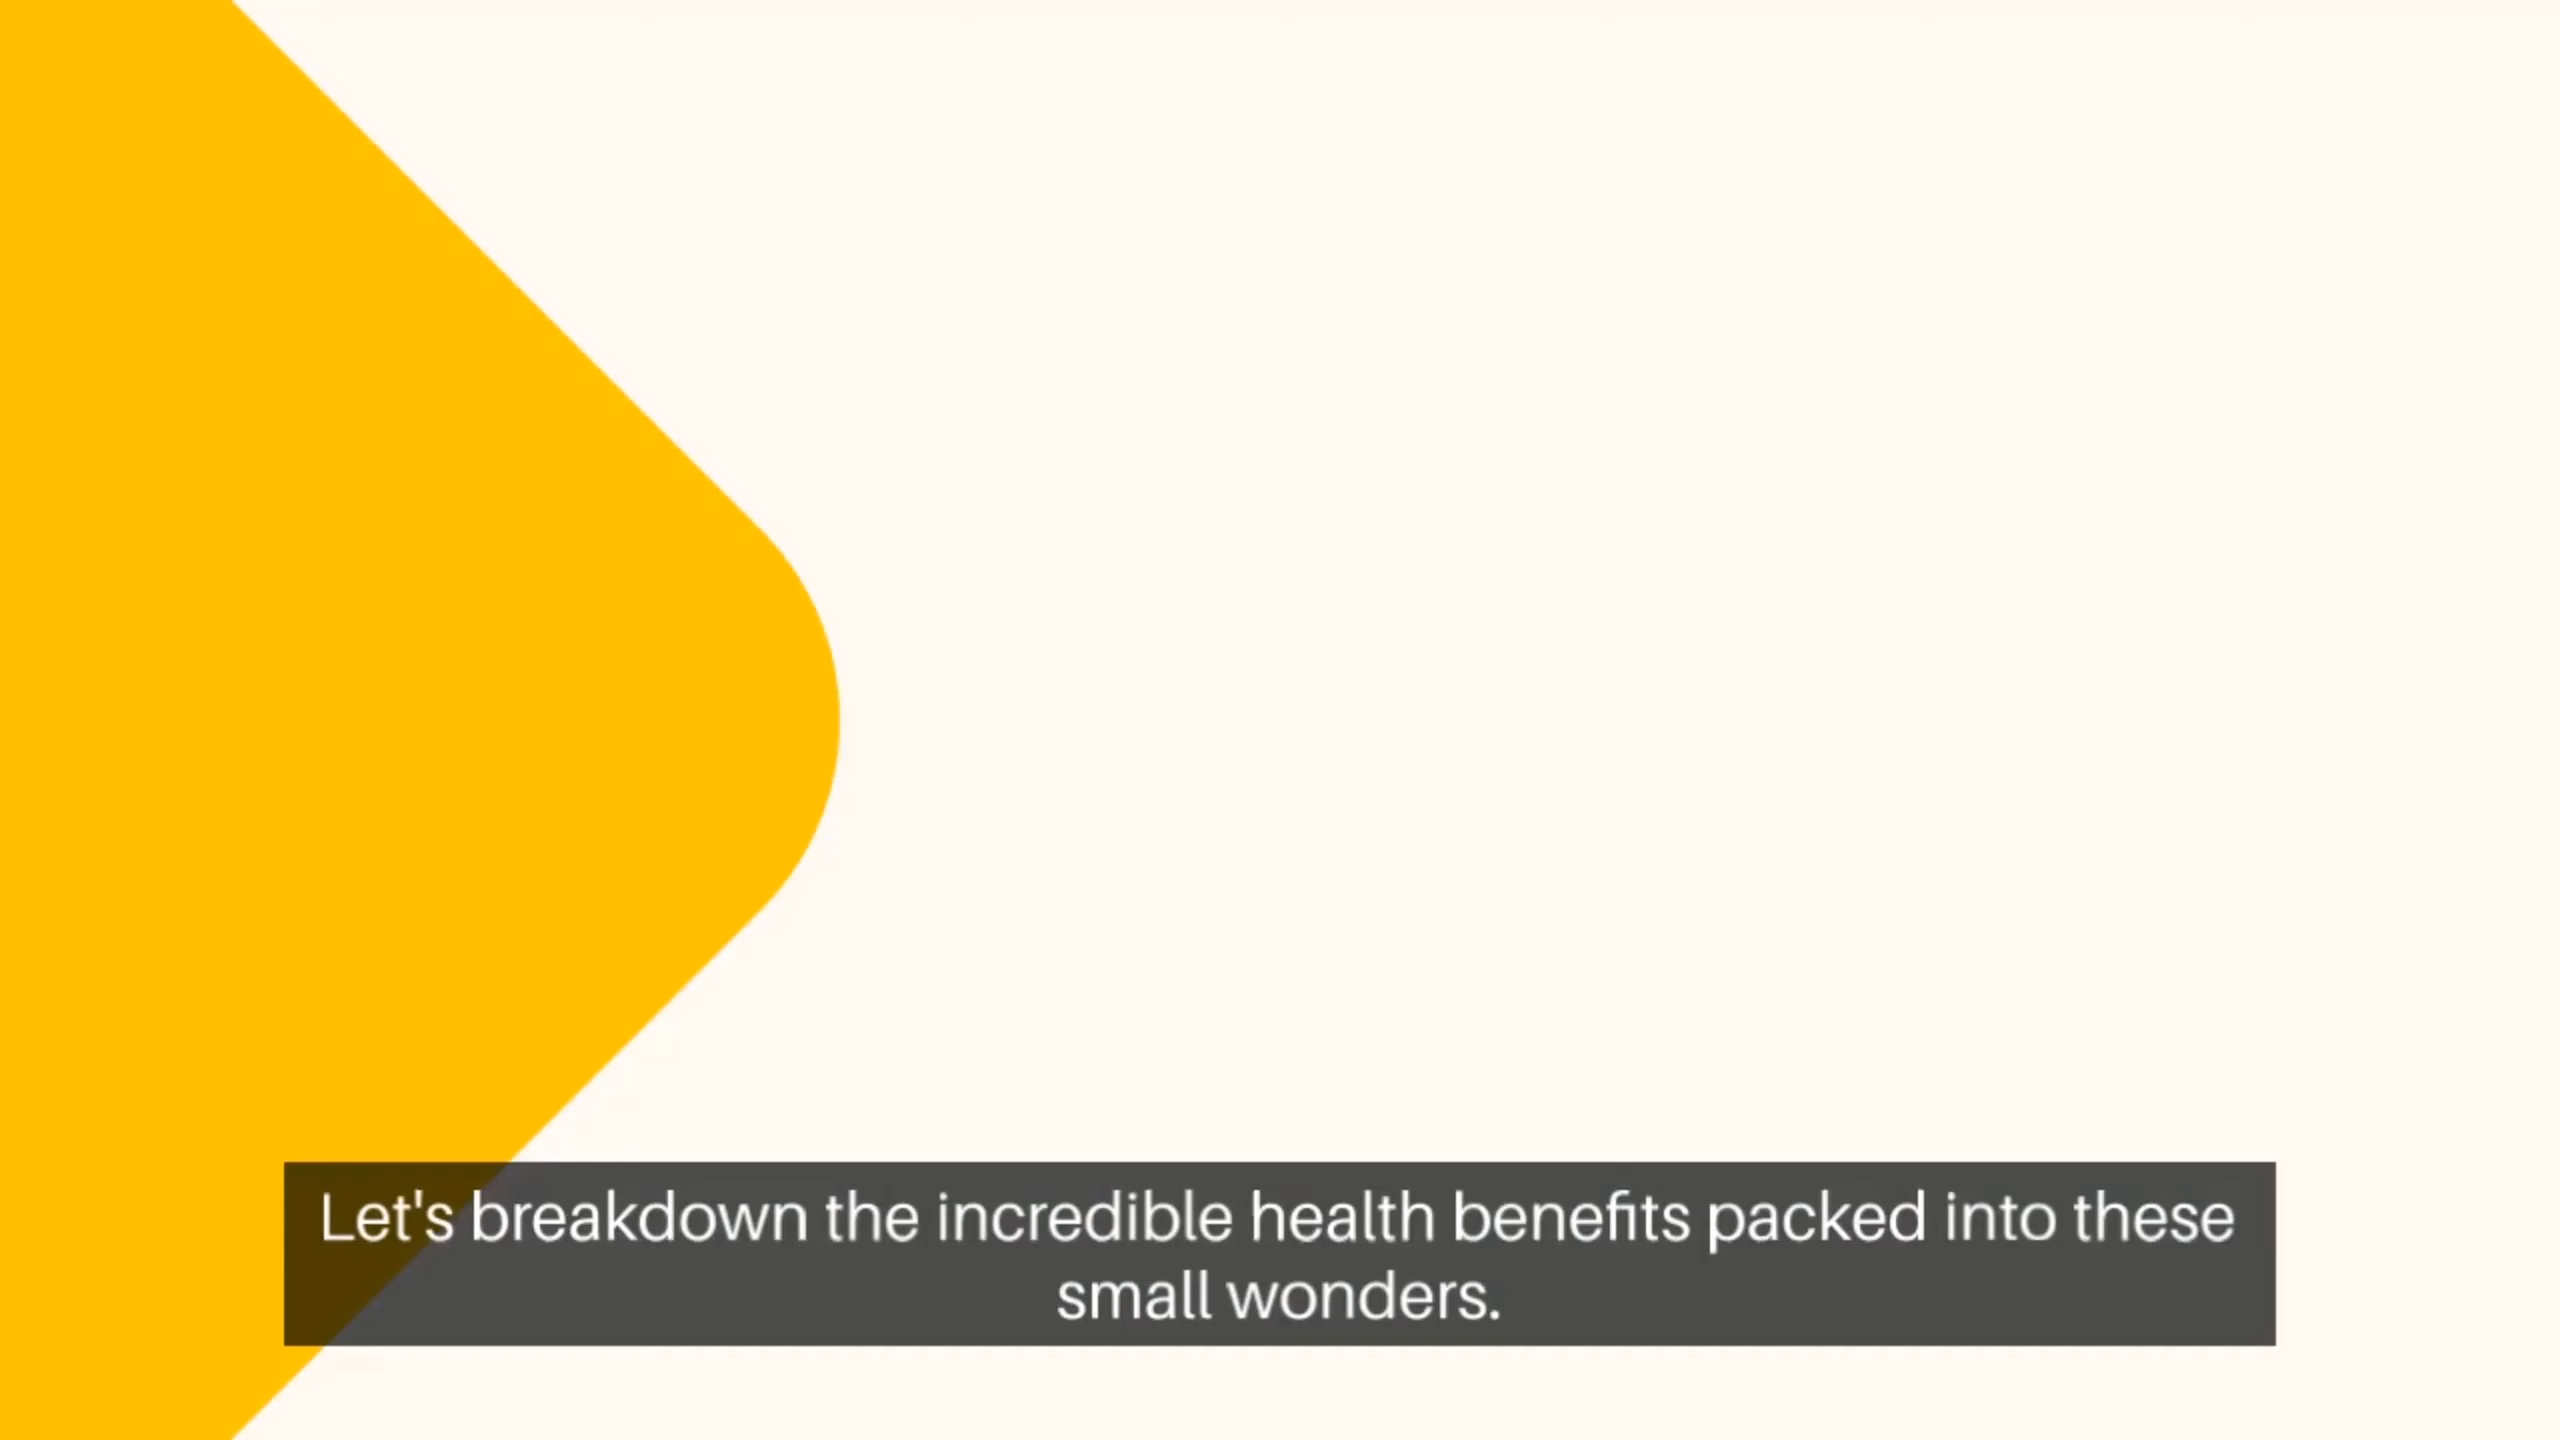 Let's breakdown the incredible health benefits packed into these
small wonders.